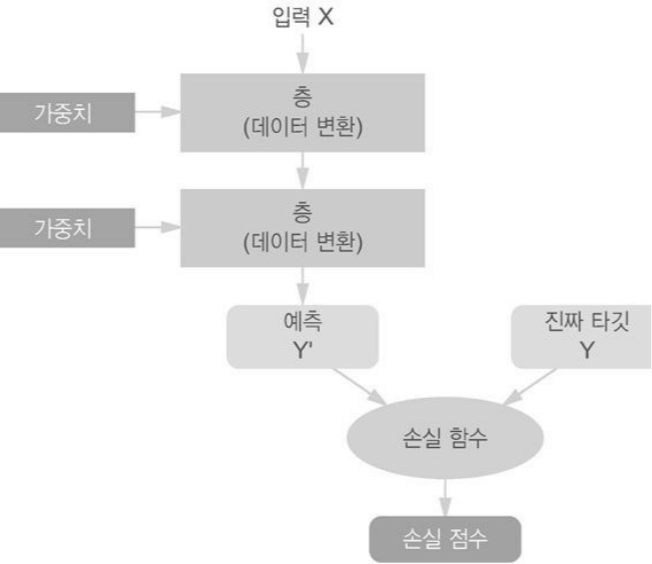 입력 X
가중치
층
(데이터 변환)
가중치
층
(데이터 변환)
예측
Y'
진짜 타깃
Y
손실 함수
손실 점수